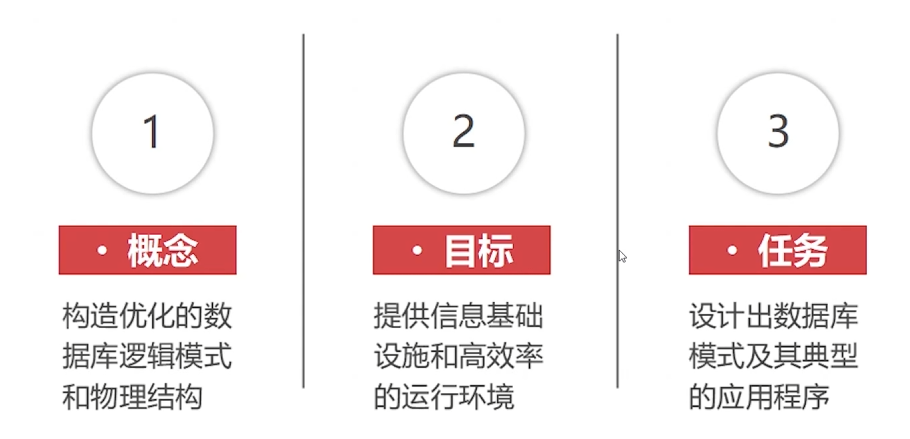 1
• 概念
构造优化的数
据库逻辑模式
和物理结构
2
• 目标
提供信息基础
设施和高效率
的运行环境
3
• 任务
设计出数据库
模式及其典型
的应用程序